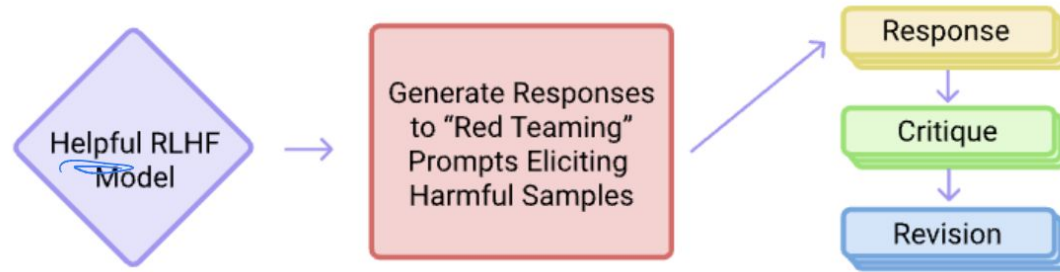 Helpful RLHF
Model
Generate Responses
to “Red Teaming”
Prompts Eliciting
Harmful Samples
Response
Critique
Revision